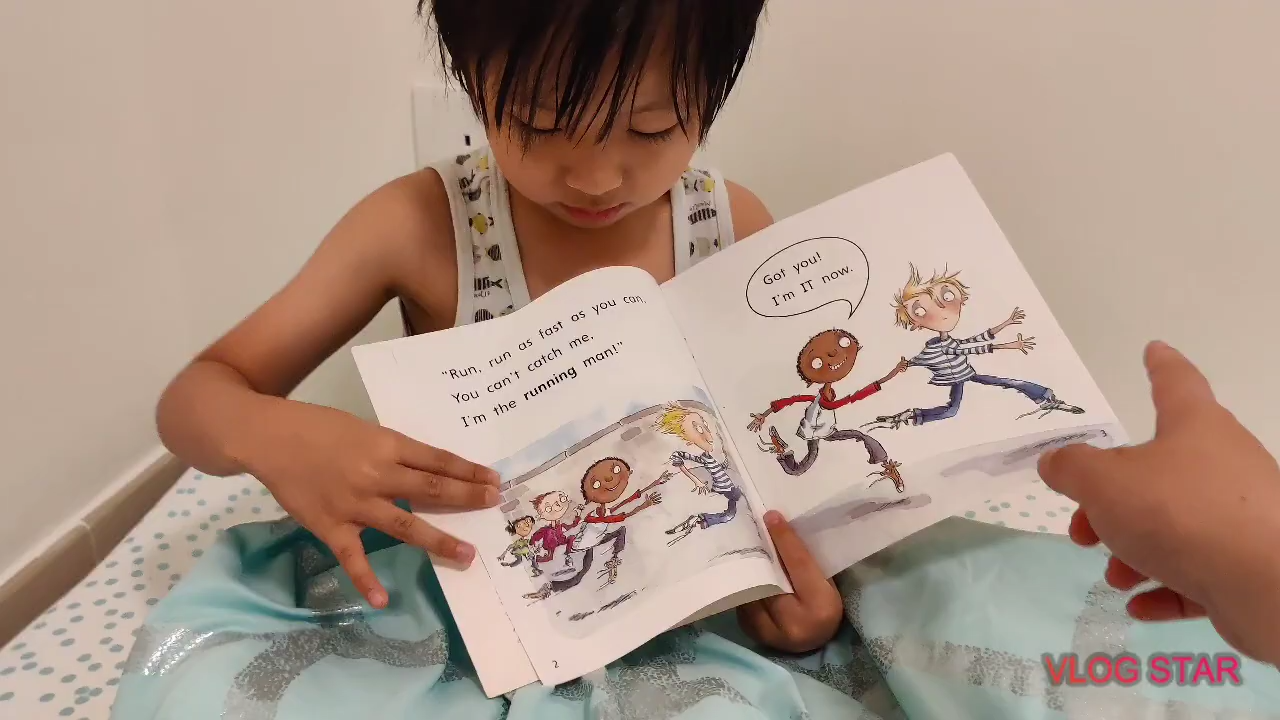 "Run, run as fast as you can,
You can't catch me,
I'm the running man!"
2
Got you!
I'm IT now.
3
VLOG STAR